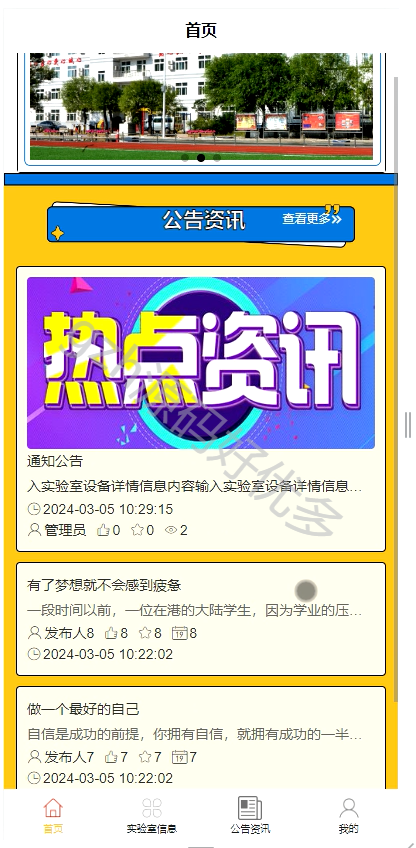 首页
公告资讯
查看更多
热点资讯
通知公告
入实验室设备详情信息内容输入实验室设备详情信息...
2024-03-05 10:29:15
管理员 0 0 2
有了梦想就不会感到疲惫
一段时间以前，一位在港的大陆学生，因为学业的压...
发布人8 8 8 8
2024-03-05 10:22:02
做一个最好的自己
自信是成功的前提，你拥有自信，就拥有成功的一半...
发布人7 7 7 7
2024-03-05 10:22:02
首页 实验室信息 公告资讯 我的